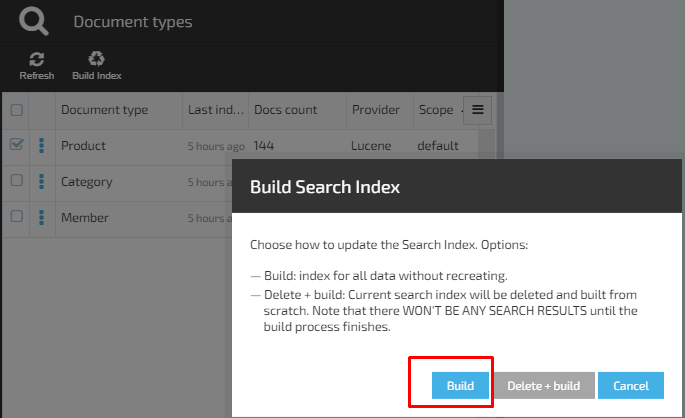 Document types
Refresh
Build Index
Document type Last ind... Docs count Provider Scope
Product 5 hours ago 144 Lucene default
Category 5 hours a
Member 5 hours a
Build Search Index
Choose how to update the Search Index. Options:
— Build: index for all data without recreating.
— Delete + build: Current search index will be deleted and built from
scratch. Note that there WON'T BE ANY SEARCH RESULTS until the
build process finishes.
Build Delete + build Cancel